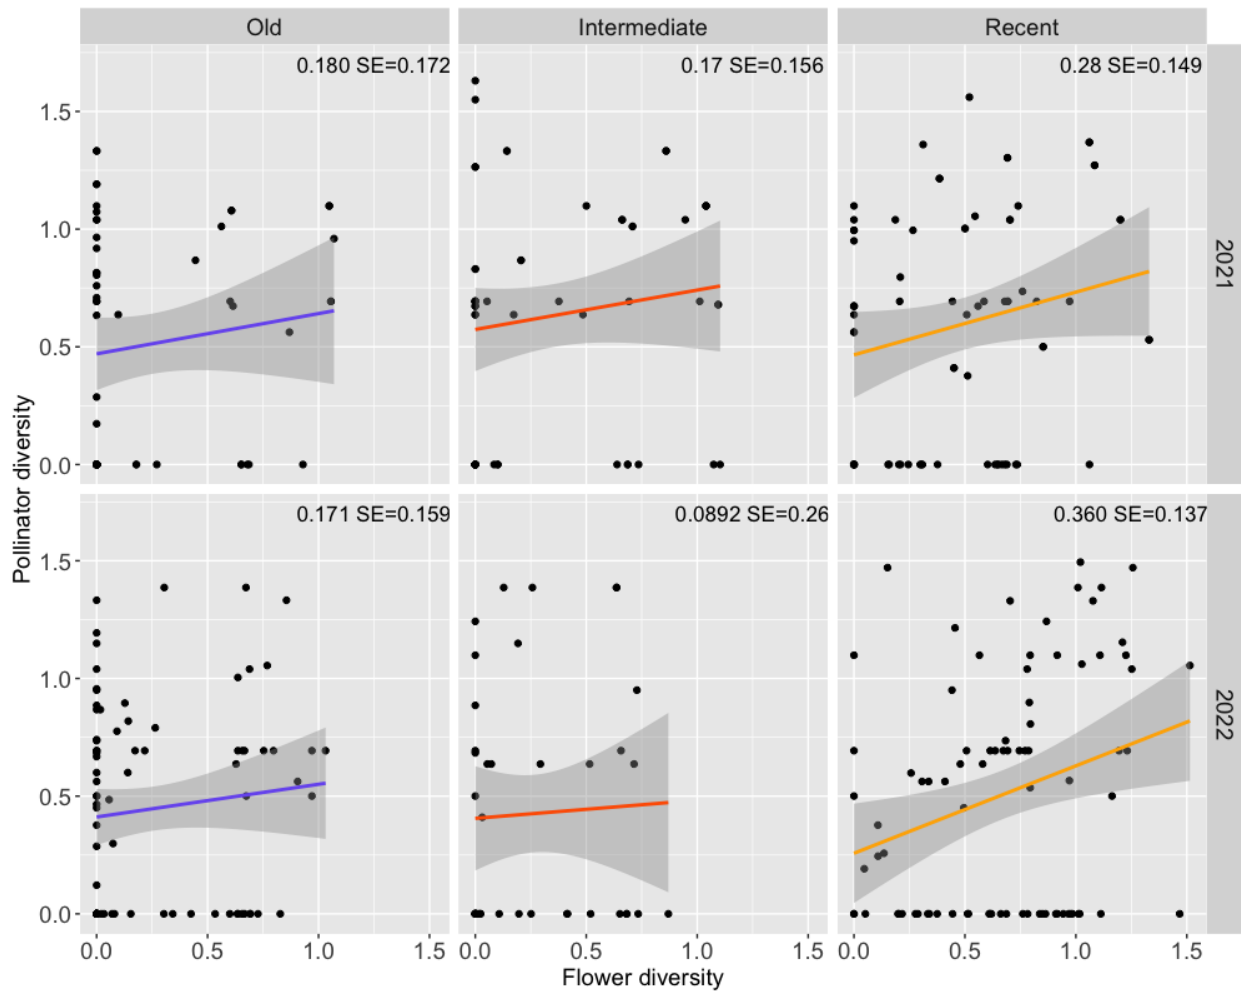 Old Intermediate Recent
0.180 SE=0.172 0.17 SE=0.156 0.28 SE=0.149
1.5
1.0
0.5
0.0
2021
Pollinator diversity
0.171 SE=0.159 0.0892 SE=0.26 0.360 SE=0.137
1.5
1.0
0.5
0.0
2022
0.0 0.5 1.0 1.5 0.0 0.5 1.0 1.5 0.0 0.5 1.0 1.5
Flower diversity